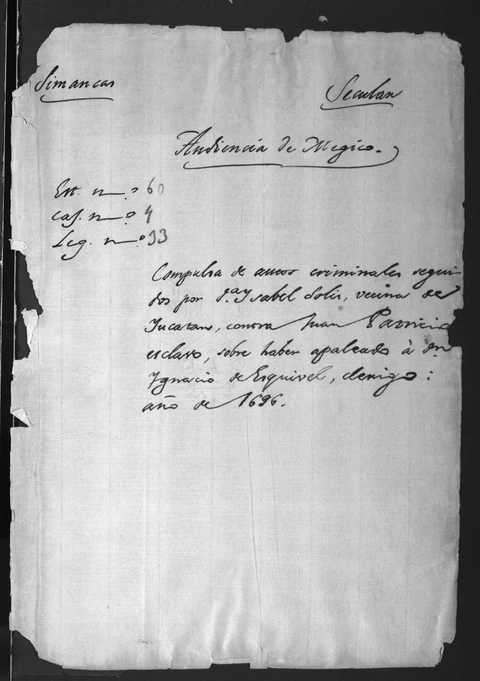 Simancas
Secular
Audiencia de Megico.
Est. n.º 60
caj. n.º 4
Leg. n.º 33
Compulsa de autos criminales segui-
dos por d.ª Ysabel Solis, vecina de
Yucatan, contra Juan Patricio
esclavo, sobre haber apaleado à dn
Ygnacio de Esquivel, clerigo:
año de 1696.